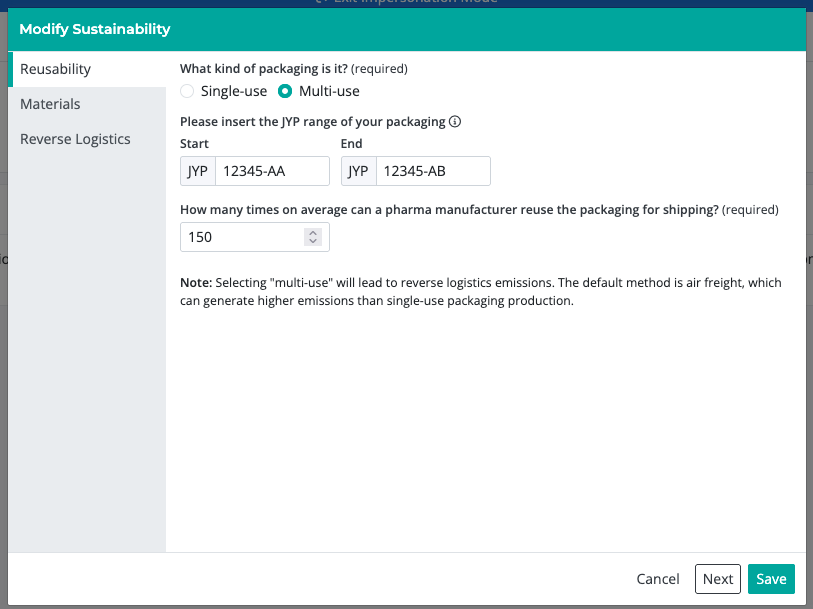 Exit Impersonation Mode
Modify Sustainability
Reusability
Materials
Reverse Logistics
What kind of packaging is it? (required)
Single-use Multi-use
Please insert the JYP range of your packaging
Start End
JYP 12345-AA JYP 12345-AB
How many times on average can a pharma manufacturer reuse the packaging for shipping? (required)
150
Note: Selecting "multi-use" will lead to reverse logistics emissions. The default method is air freight, which
can generate higher emissions than single-use packaging production.
Cancel Next Save